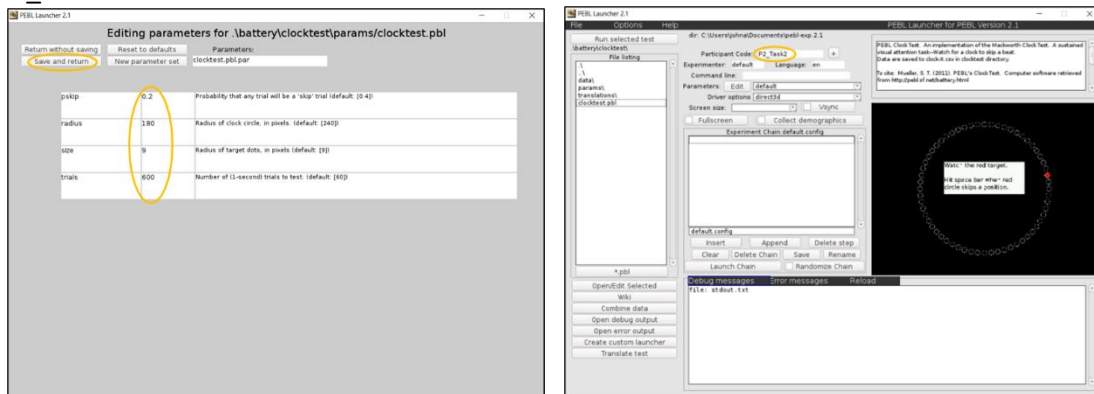 PEBL Launcher 2.1
Editing parameters for .\battery\clocktest\params/clocktest.pbl
Return without saving Reset to defaults Parameters:
Save and return New parameter set clocktest.pbl.par
pskip 0.2 Probability that any trial will be a 'skip' trial (default: [0.4])
radius 180 Radius of clock circle, in pixels. (default: [240])
size 9 Radius of target dots, in pixels (default: [9])
trials 600 Number of (1-second) trials to test. (default: [60])
PEBL Launcher 2.1
File Options Help PEBL Launcher for PEBL Version 2.1
Run selected test
\battery\clocktest\
File listing
.\
..\
data\
params\
translations\
clocktest.pbl
*.pbl
Open/Edit Selected
Wiki
Combine data
Open debug output
Open error output
Create custom launcher
Translate test
dir: C:\Users\johna\Documents\pebl-exp 2.1
Participant Code: P2_Task2 +
Experimenter: default Language: en
Command line:
Parameters: Edit default
Driver options direct3d
Screen size: Vsync
Fullscreen Collect demographics
Experiment Chain:default.config
default.config
Insert Append Delete step
Clear Delete Chain Save Rename
Launch Chain Randomize Chain
PEBL Clock Test. An implementation of the Mackworth Clock Test. A sustained
visual attention task--Watch for a clock to skip a beat.
Data are saved to clock-X.csv in clocktest directory.
To cite: Mueller, S. T. (2011). PEBL's Clock Test. Computer software retrieved
from http://pebl.sf.net/battery.html
Watch the red target.
Hit space bar when red
circle skips a position.
Debug messages Error messages Reload
file: stdout.txt